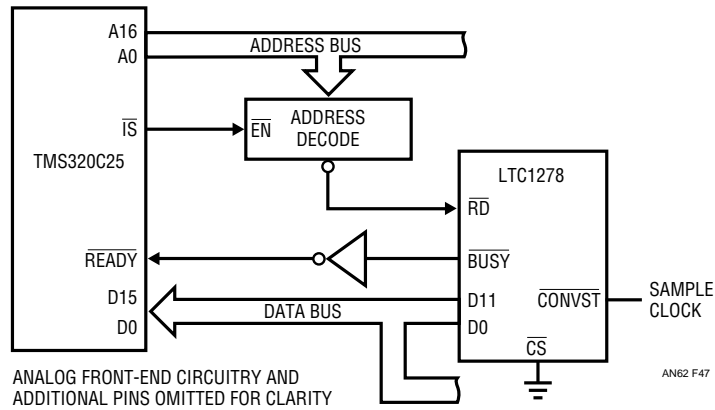 A16
A0
ADDRESS BUS
IS
EN
ADDRESS
DECODE
TMS320C25
LTC1278
RD
READY
BUSY
D15
D0
DATA BUS
D11
D0
CONVST
SAMPLE
CLOCK
CS
ANALOG FRONT-END CIRCUITRY AND
ADDITIONAL PINS OMITTED FOR CLARITY
AN62 F47